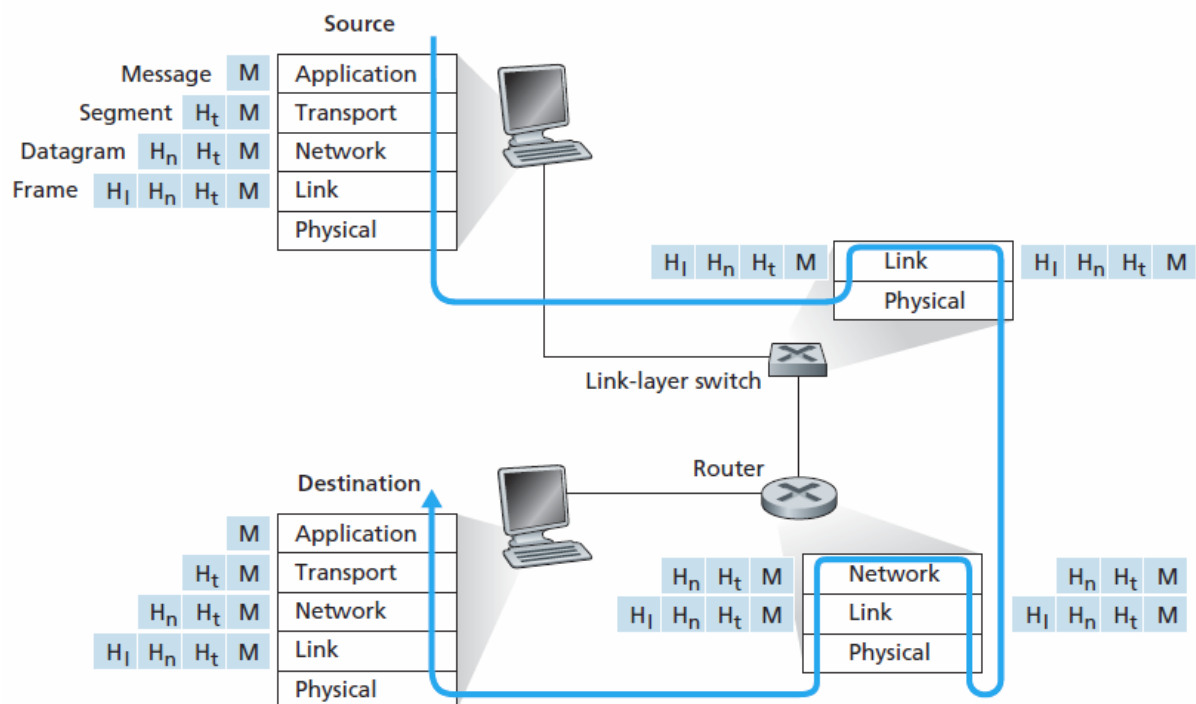 Source
Message M Application
Segment Ht M Transport
Datagram Hn Ht M Network
Frame Hl Hn Ht M Link
Physical
Hl Hn Ht M Link Hl Hn Ht M
Physical
Link-layer switch
Router
Destination
M Application
Ht M Transport
Hn Ht M Network
Hl Hn Ht M Link
Physical
Hn Ht M Network Hn Ht M
Hl Hn Ht M Link Hl Hn Ht M
Physical